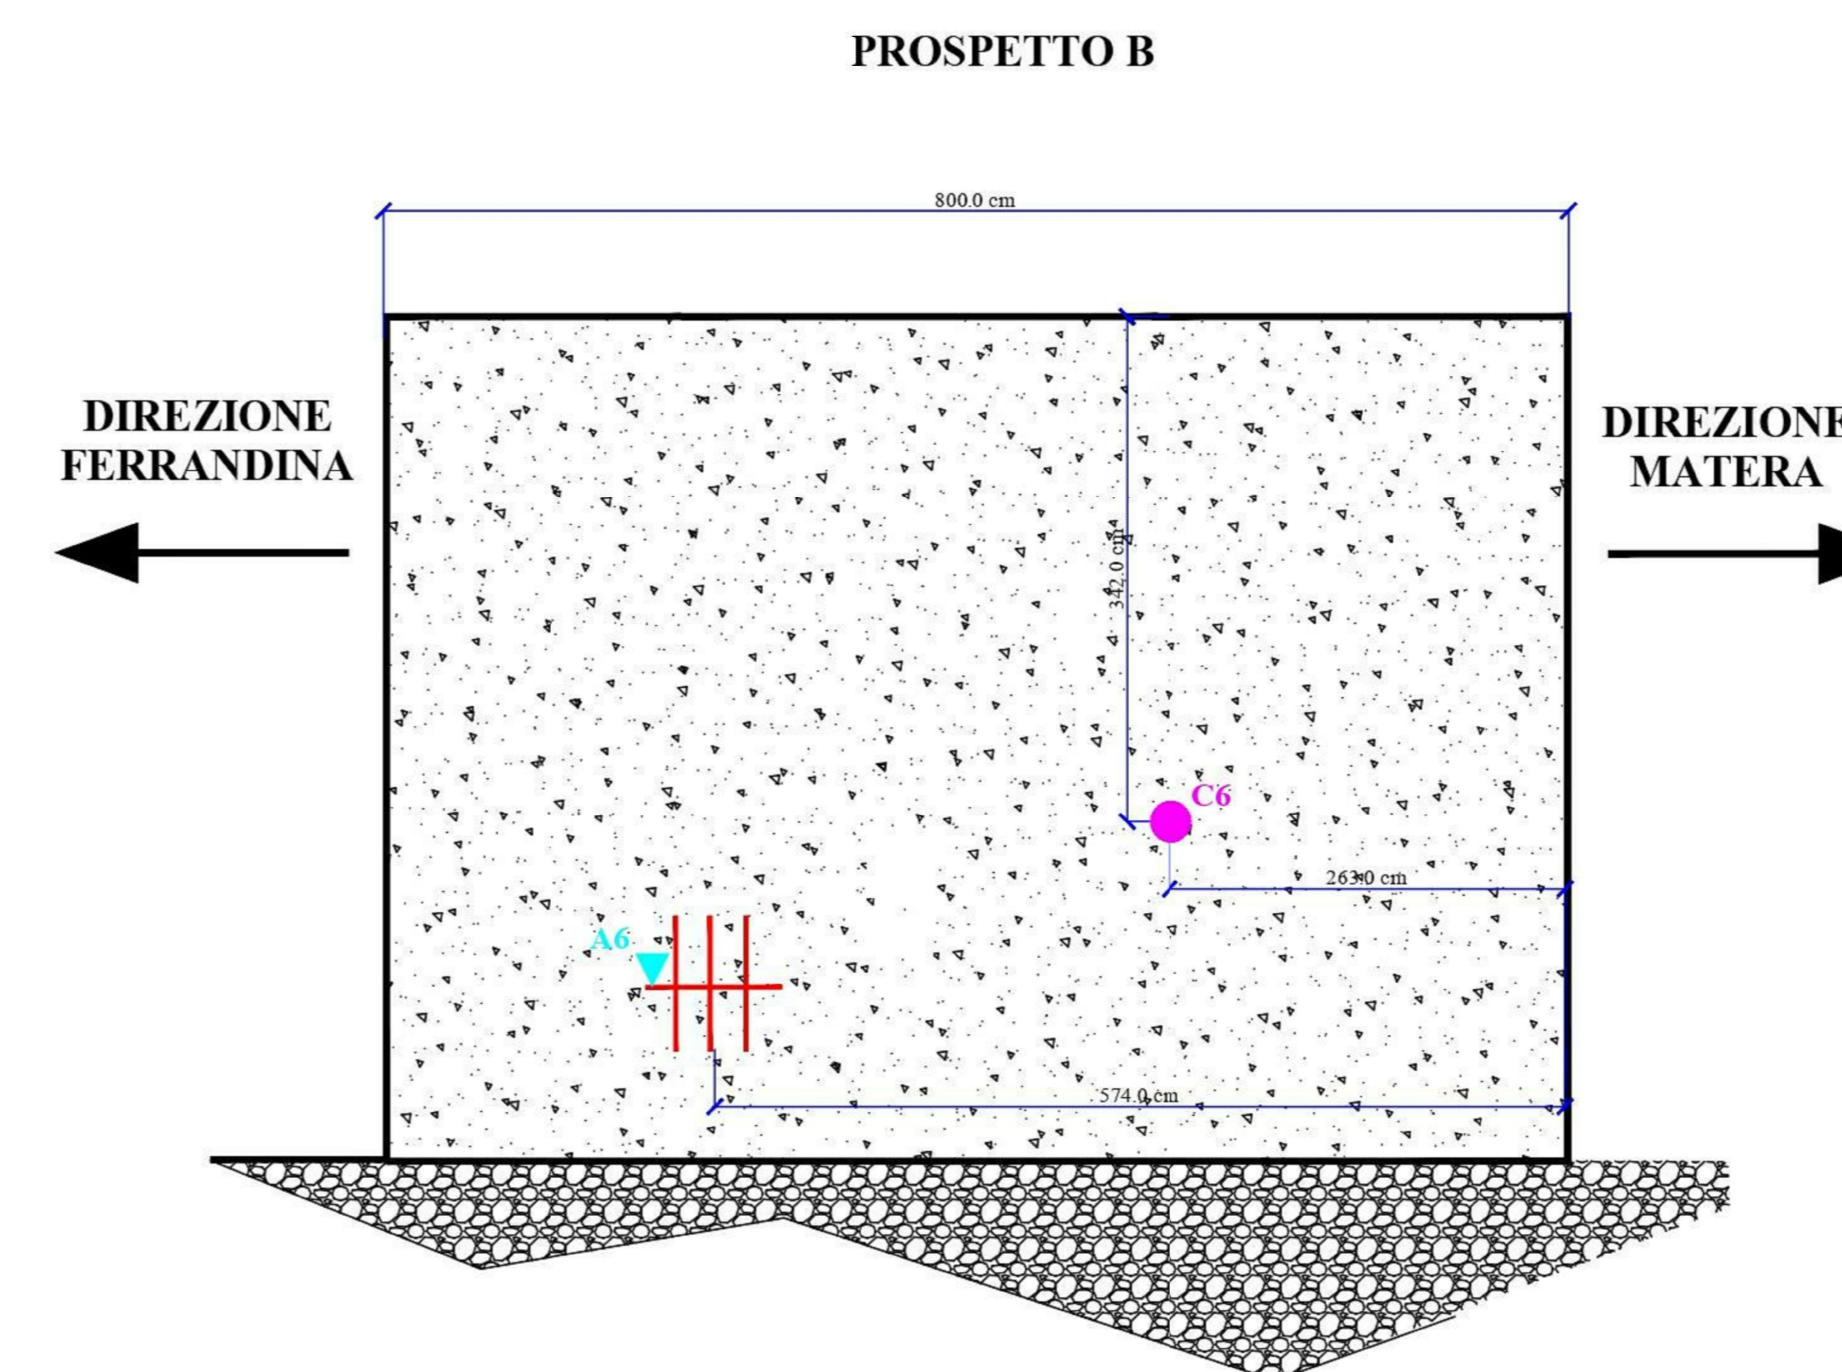 PROSPETTO B
800.0 cm
DIREZIONE
FERRANDINA
DIREZIONE
MATERA
342.0 cm
C6
263.0 cm
A6
574.0 cm